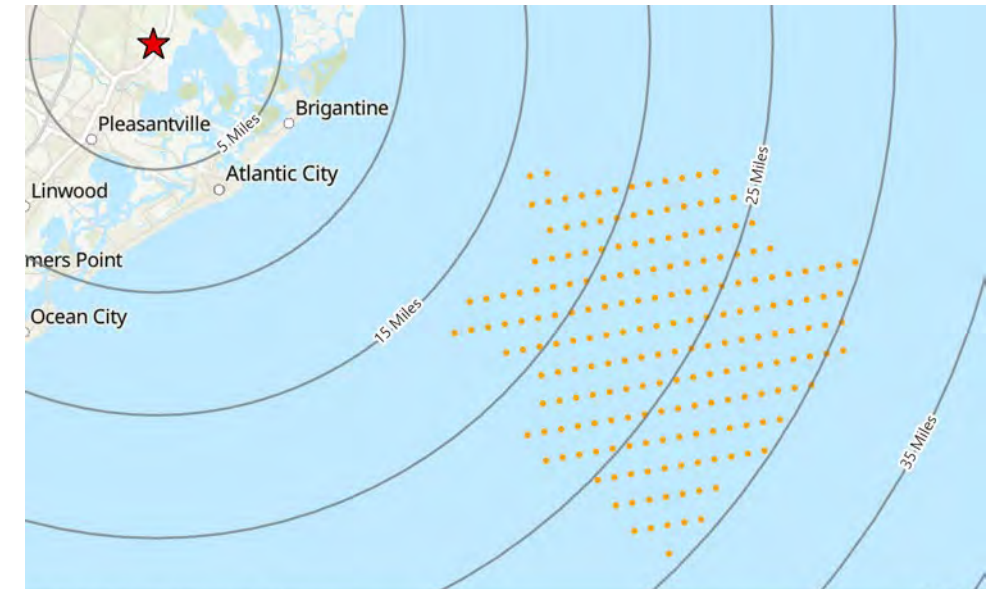 Brigantine
Pleasantville
5 Miles
Atlantic City
25 Miles
Linwood
mers Point
Ocean City
15 Miles
35 Miles